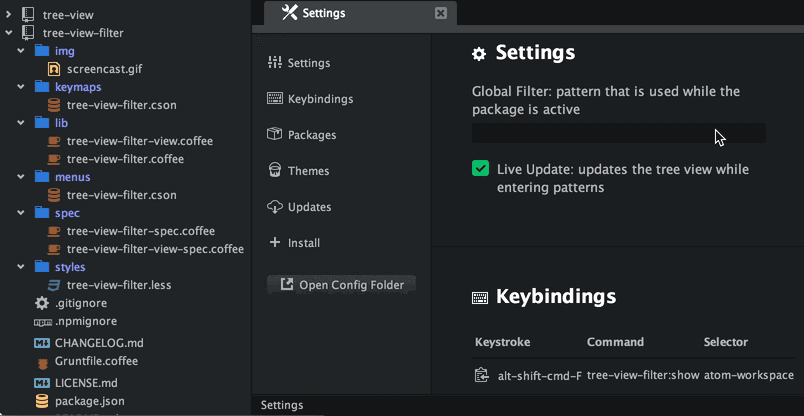 tree-view
tree-view-filter
img
screencast.gif
keymaps
tree-view-filter.cson
lib
tree-view-filter-view.coffee
tree-view-filter.coffee
menus
tree-view-filter.cson
spec
tree-view-filter-spec.coffee
tree-view-filter-view-spec.coffee
styles
tree-view-filter.less
.gitignore
.npmignore
CHANGELOG.md
Gruntfile.coffee
LICENSE.md
package.json
Settings
Settings
Keybindings
Packages
Themes
Updates
Install
Open Config Folder
Settings
Global Filter: pattern that is used while the
package is active
Live Update: updates the tree view while
entering patterns
Keybindings
Keystroke Command Selector
alt-shift-cmd-F tree-view-filter:show atom-workspace
Settings